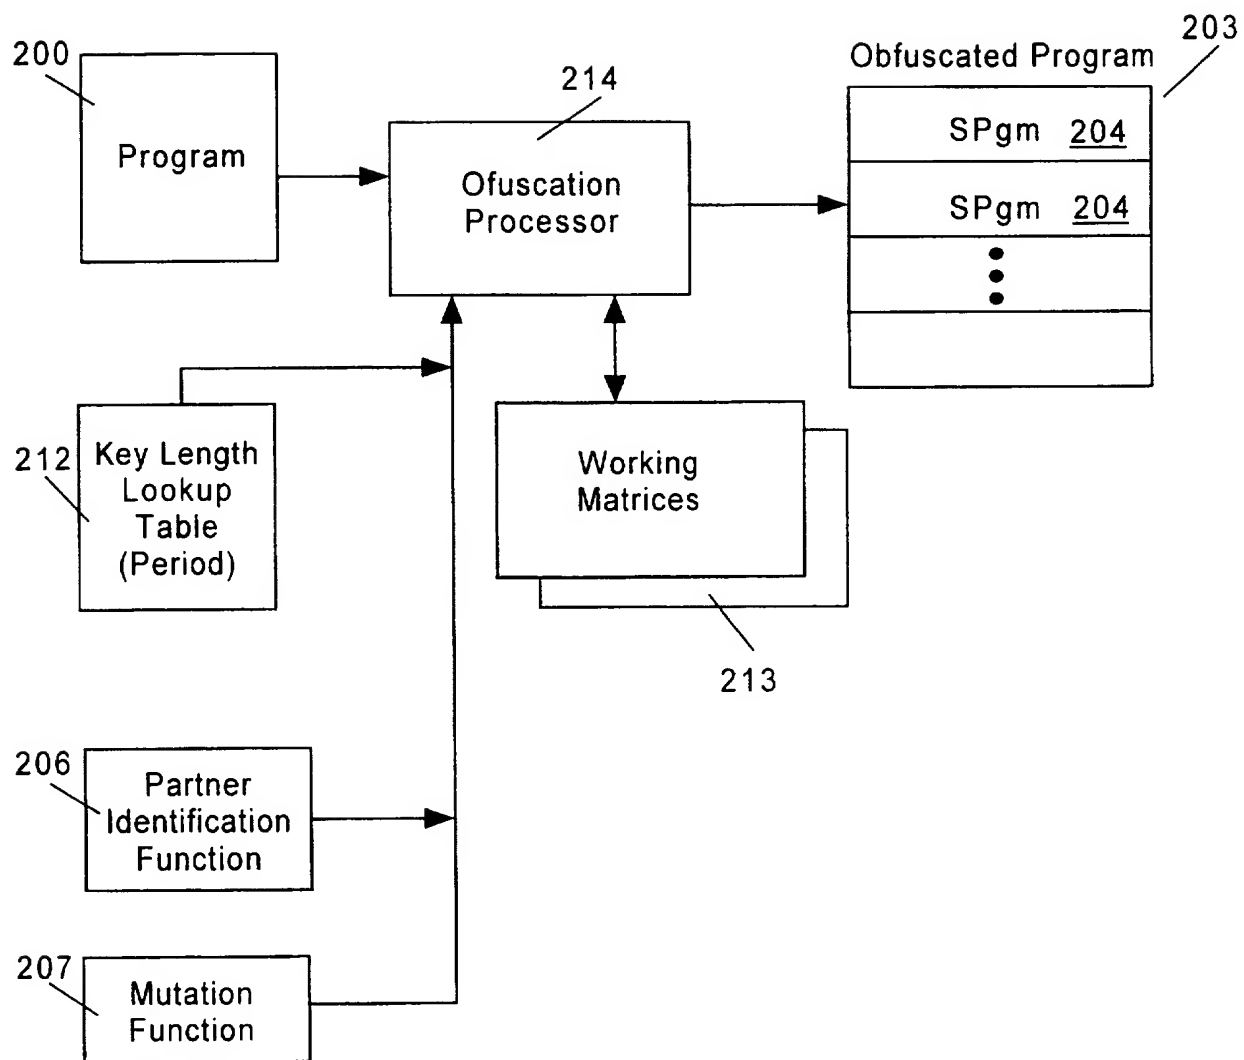 200
Program
214
Ofuscation
Processor
203
Obfuscated Program
SPgm 204
SPgm 204
212
Key Length
Lookup
Table
(Period)
Working
Matrices
213
206
Partner
Identification
Function
207
Mutation
Function